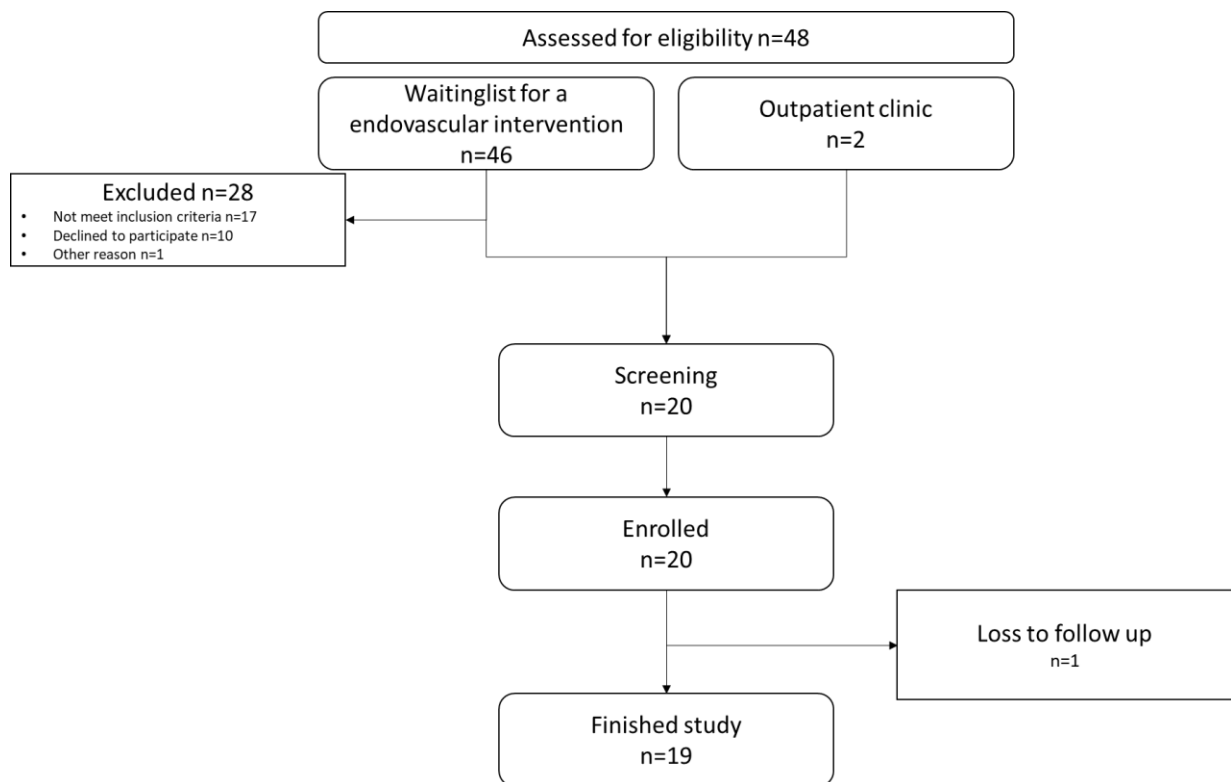 Assessed for eligibility n=48
Waitinglist for a
endovascular intervention
n=46
Outpatient clinic
n=2
Excluded n=28
• Not meet inclusion criteria n=17
• Declined to participate n=10
• Other reason n=1
Screening
n=20
Enrolled
n=20
Loss to follow up
n=1
Finished study
n=19